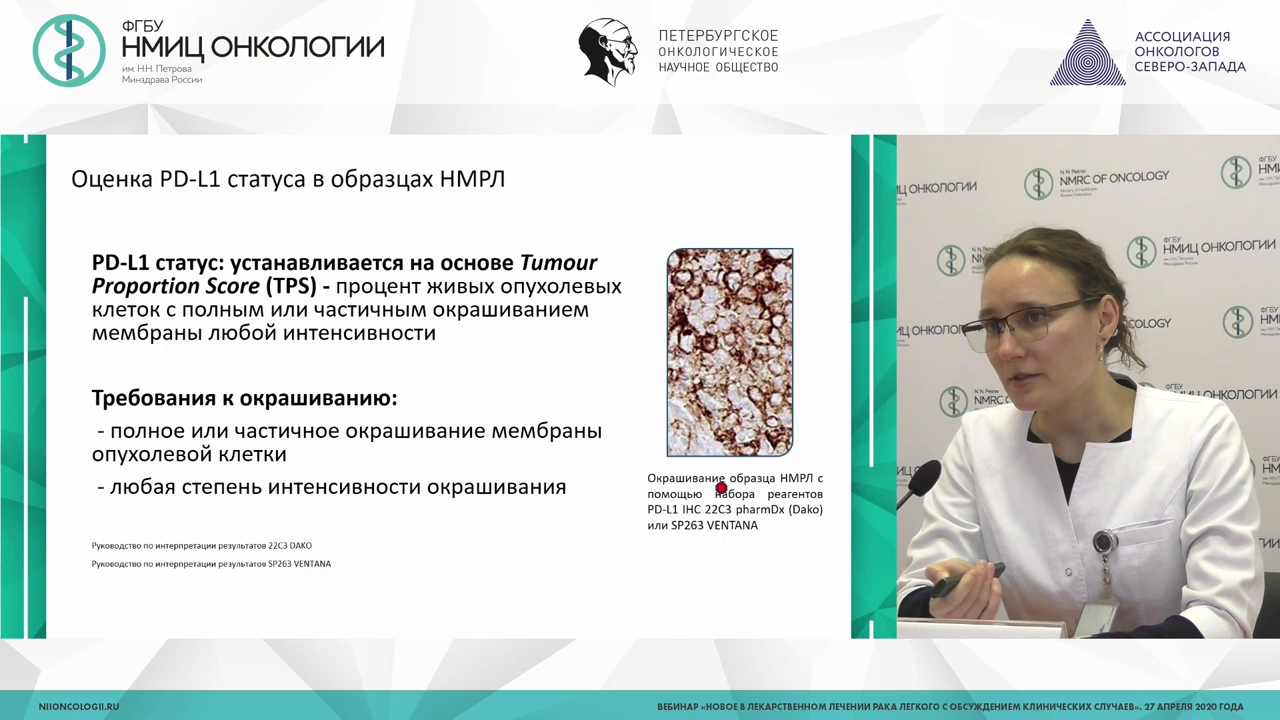 ФГБУ
НМИЦ ОНКОЛОГИИ
им. Н.Н. Петрова
Минздрава России
ПЕТЕРБУРГСКОЕ
ОНКОЛОГИЧЕСКОЕ
НАУЧНОЕ ОБЩЕСТВО
АССОЦИАЦИЯ
ОНКОЛОГОВ
СЕВЕРО-ЗАПАДА
Оценка PD-L1 статуса в образцах НМРЛ
PD-L1 статус: устанавливается на основе Tumour
Proportion Score (TPS) - процент живых опухолевых
клеток с полным или частичным окрашиванием
мембраны любой интенсивности
Требования к окрашиванию:
- полное или частичное окрашивание мембраны
опухолевой клетки
- любая степень интенсивности окрашивания
Окрашивание образца НМРЛ с
помощью набора реагентов
PD-L1 IHC 22C3 pharmDx (Dako)
или SP263 VENTANA
Руководство по интерпретации результатов 22C3 DAKO
Руководство по интерпретации результатов SP263 VENTANA
N.N. Petrov
NMRC OF ONCOLOGY
ФГБУ
НМИЦ ОНКОЛОГИИ
NIIONCOLOGII.RU
ВЕБИНАР «НОВОЕ В ЛЕКАРСТВЕННОМ ЛЕЧЕНИИ РАКА ЛЕГКОГО С ОБСУЖДЕНИЕМ КЛИНИЧЕСКИХ СЛУЧАЕВ». 27 АПРЕЛЯ 2020 ГОДА